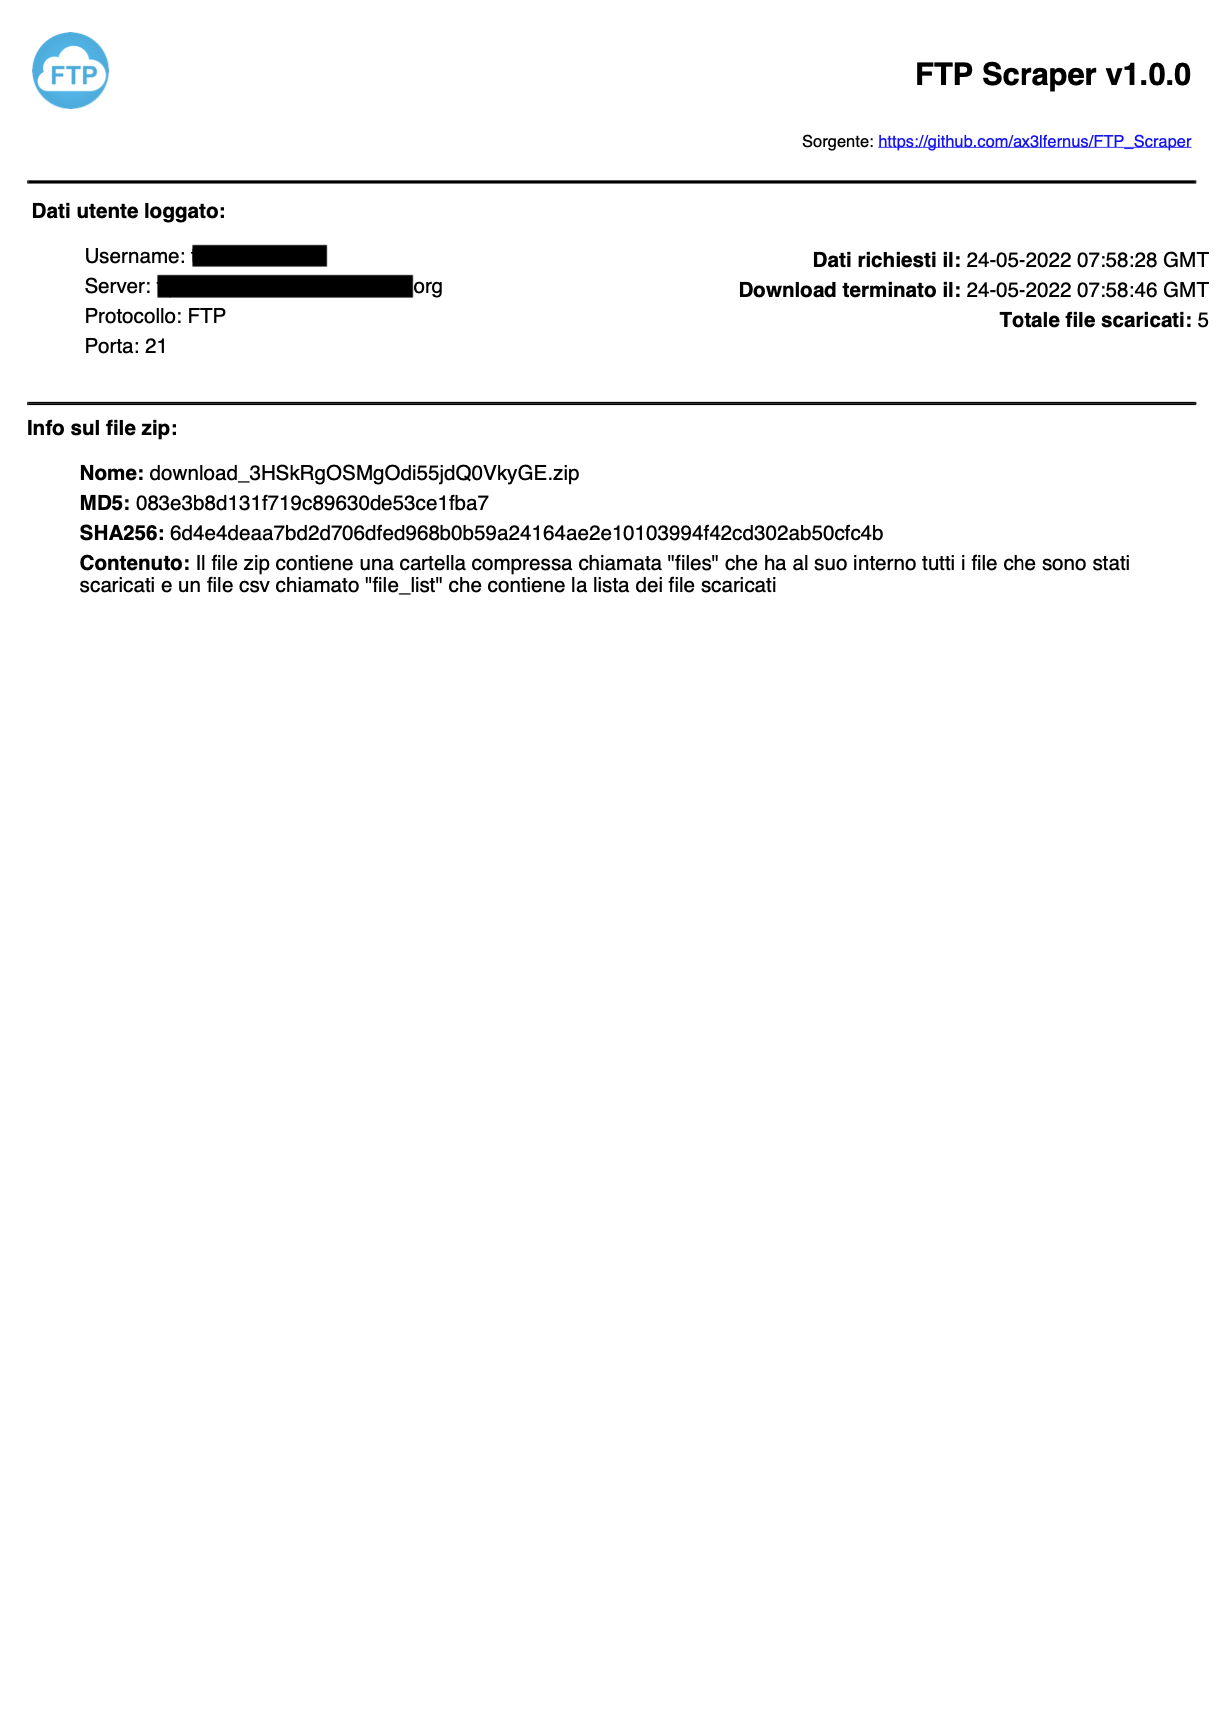 FTP
FTP Scraper v1.0.0
Sorgente: https://github.com/ax3lfernus/FTP_Scraper
Dati utente loggato:
Username:
Server: org
Protocollo: FTP
Porta: 21
Dati richiesti il: 24-05-2022 07:58:28 GMT
Download terminato il: 24-05-2022 07:58:46 GMT
Totale file scaricati: 5
Info sul file zip:
Nome: download_3HSkRgOSMgOdi55jdQ0VkyGE.zip
MD5: 083e3b8d131f719c89630de53ce1fba7
SHA256: 6d4e4deaa7bd2d706dfed968b0b59a24164ae2e10103994f42cd302ab50cfc4b
Contenuto: Il file zip contiene una cartella compressa chiamata "files" che ha al suo interno tutti i file che sono stati
scaricati e un file csv chiamato "file_list" che contiene la lista dei file scaricati